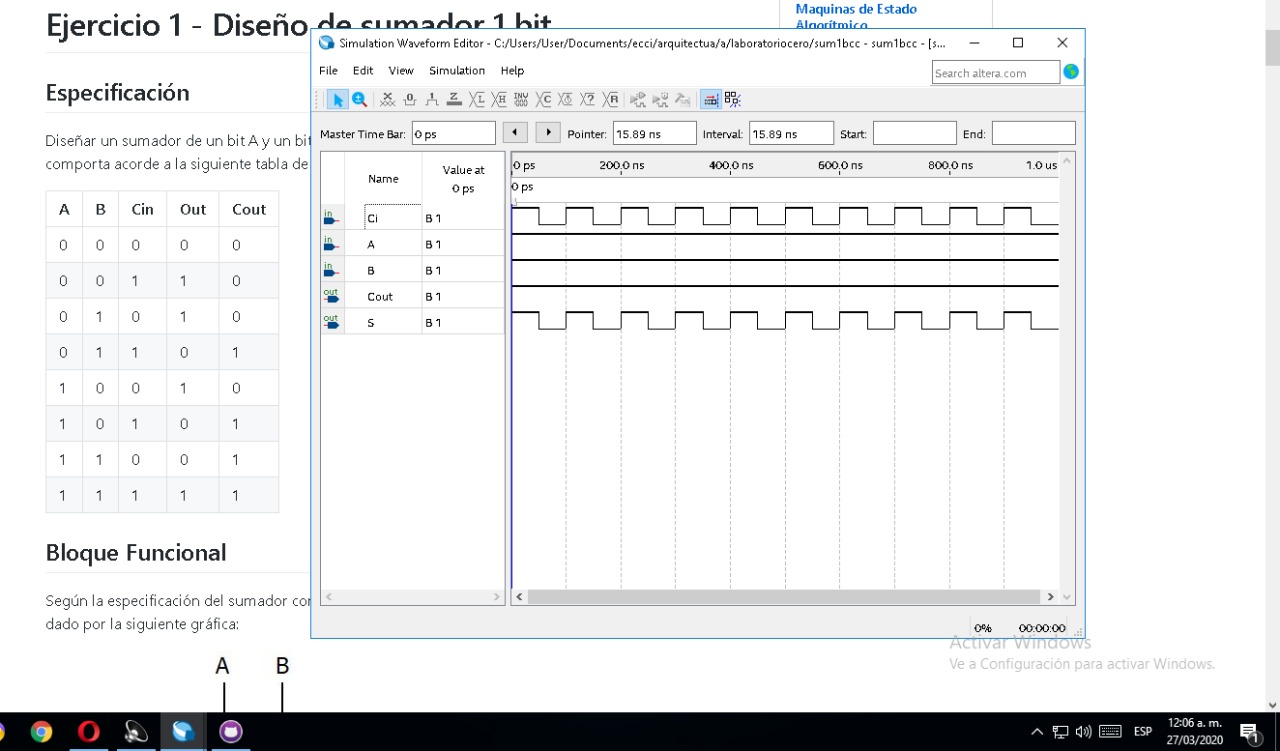 Ejercicio 1 - Diseño de sumador 1 bit
Maquinas de Estado
Algorítmico
Especificación
Diseñar un sumador de un bit A y un bit
comporta acorde a la siguiente tabla de
A B Cin Out Cout
0 0 0 0 0
0 0 1 1 0
0 1 0 1 0
0 1 1 0 1
1 0 0 1 0
1 0 1 0 1
1 1 0 0 1
1 1 1 1 1
Bloque Funcional
Según la especificación del sumador cor
dado por la siguiente gráfica:
A B
Simulation Waveform Editor - C:/Users/User/Documents/ecci/arquitectua/a/laboratoriocero/sum1bcc - sum1bcc - [s...
File Edit View Simulation Help
Search altera.com
Master Time Bar: 0 ps Pointer: 15.89 ns Interval: 15.89 ns Start: End:
Name Value at
0 ps
0 ps 200.0 ns 400.0 ns 600.0 ns 800.0 ns 1.0 us
0 ps
in Ci B 1
in A B 1
in B B 1
out Cout B 1
out S B 1
0% 00:00:00
Activar Windows
Ve a Configuración para activar Windows.
ESP
12:06 a. m.
27/03/2020
1